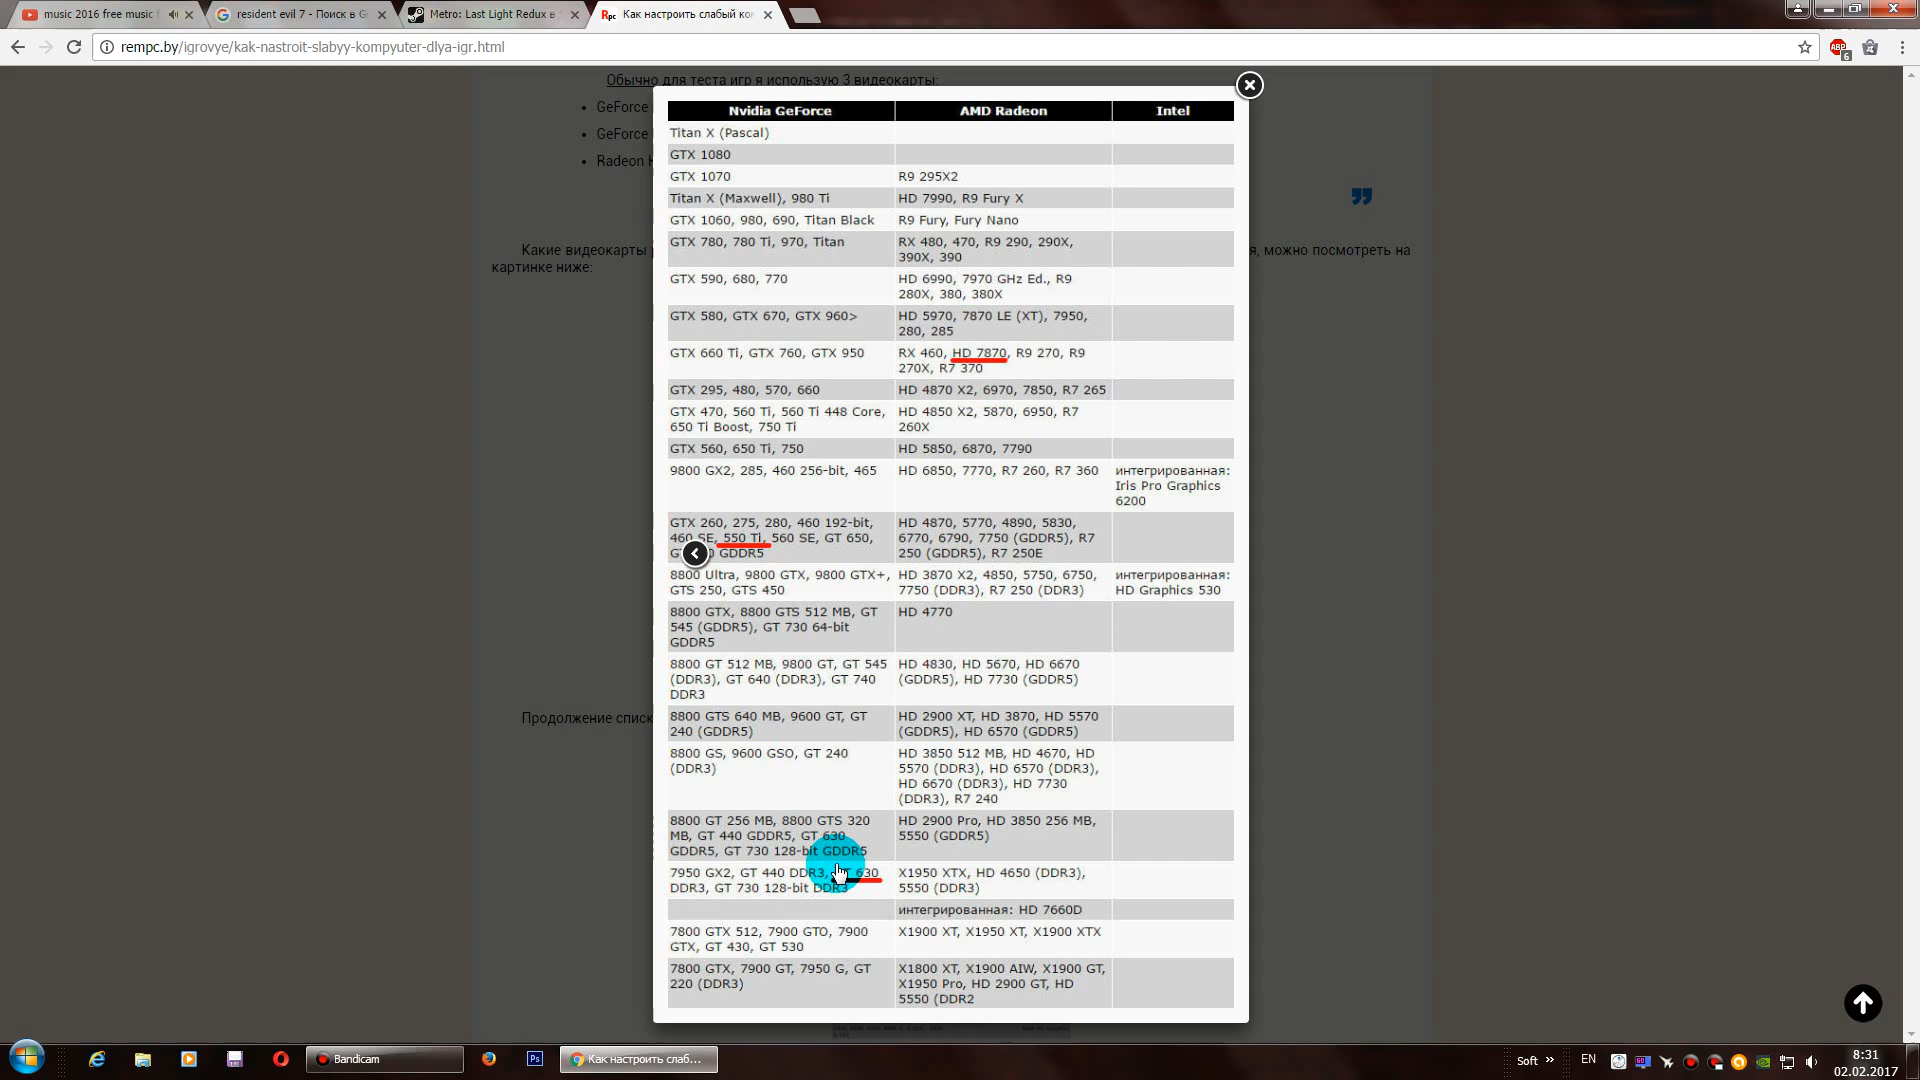 music 2016 free music
resident evil 7 - Поиск в G
Metro: Last Light Redux в
Как настроить слабый ко
rempc.by/igrovye/kak-nastroit-slabyy-kompyuter-dlya-igr.html
Обычно для теста игр я использую 3 видеокарты:
GeForce
GeForce
Radeon
Какие видеокарты
я, можно посмотреть на
картинке ниже:
Продолжение списк
Nvidia GeForce AMD Radeon Intel
Titan X (Pascal)
GTX 1080
GTX 1070 R9 295X2
Titan X (Maxwell), 980 Ti HD 7990, R9 Fury X
GTX 1060, 980, 690, Titan Black R9 Fury, Fury Nano
GTX 780, 780 Ti, 970, Titan RX 480, 470, R9 290, 290X,
390X, 390
GTX 590, 680, 770 HD 6990, 7970 GHz Ed., R9
280X, 380, 380X
GTX 580, GTX 670, GTX 960> HD 5970, 7870 LE (XT), 7950,
280, 285
GTX 660 Ti, GTX 760, GTX 950 RX 460, HD 7870, R9 270, R9
270X, R7 370
GTX 295, 480, 570, 660 HD 4870 X2, 6970, 7850, R7 265
GTX 470, 560 Ti, 560 Ti 448 Core, HD 4850 X2, 5870, 6950, R7
650 Ti Boost, 750 Ti 260X
GTX 560, 650 Ti, 750 HD 5850, 6870, 7790
9800 GX2, 285, 460 256-bit, 465 HD 6850, 7770, R7 260, R7 360 интегрированная:
Iris Pro Graphics
6200
GTX 260, 275, 280, 460 192-bit, HD 4870, 5770, 4890, 5830,
460 SE, 550 Ti, 560 SE, GT 650, 6770, 6790, 7750 (GDDR5), R7
GDDR5 250 (GDDR5), R7 250E
8800 Ultra, 9800 GTX, 9800 GTX+, HD 3870 X2, 4850, 5750, 6750, интегрированная:
GTS 250, GTS 450 7750 (DDR3), R7 250 (DDR3) HD Graphics 530
8800 GTX, 8800 GTS 512 MB, GT HD 4770
545 (GDDR5), GT 730 64-bit
GDDR5
8800 GT 512 MB, 9800 GT, GT 545 HD 4830, HD 5670, HD 6670
(DDR3), GT 640 (DDR3), GT 740 (GDDR5), HD 7730 (GDDR5)
DDR3
8800 GTS 640 MB, 9600 GT, GT HD 2900 XT, HD 3870, HD 5570
240 (GDDR5) (GDDR5), HD 6570 (GDDR5)
8800 GS, 9600 GSO, GT 240 HD 3850 512 MB, HD 4670, HD
(DDR3) 5570 (DDR3), HD 6570 (DDR3),
HD 6670 (DDR3), HD 7730
(DDR3), R7 240
8800 GT 256 MB, 8800 GTS 320 HD 2900 Pro, HD 3850 256 MB,
MB, GT 440 GDDR5, GT 630 5550 (GDDR5)
GDDR5, GT 730 128-bit GDDR5
7950 GX2, GT 440 DDR3, GT 630 X1950 XTX, HD 4650 (DDR3),
DDR3, GT 730 128-bit DDR3 5550 (DDR3)
интегрированная: HD 7660D
7800 GTX 512, 7900 GTO, 7900 X1900 XT, X1950 XT, X1900 XTX
GTX, GT 430, GT 530
7800 GTX, 7900 GT, 7950 G, GT X1800 XT, X1900 AIW, X1900 GT,
220 (DDR3) X1950 Pro, HD 2900 GT, HD
5550 (DDR2
Bandicam
Ps
Как настроить слаб...
Soft »
EN
8:31
02.02.2017